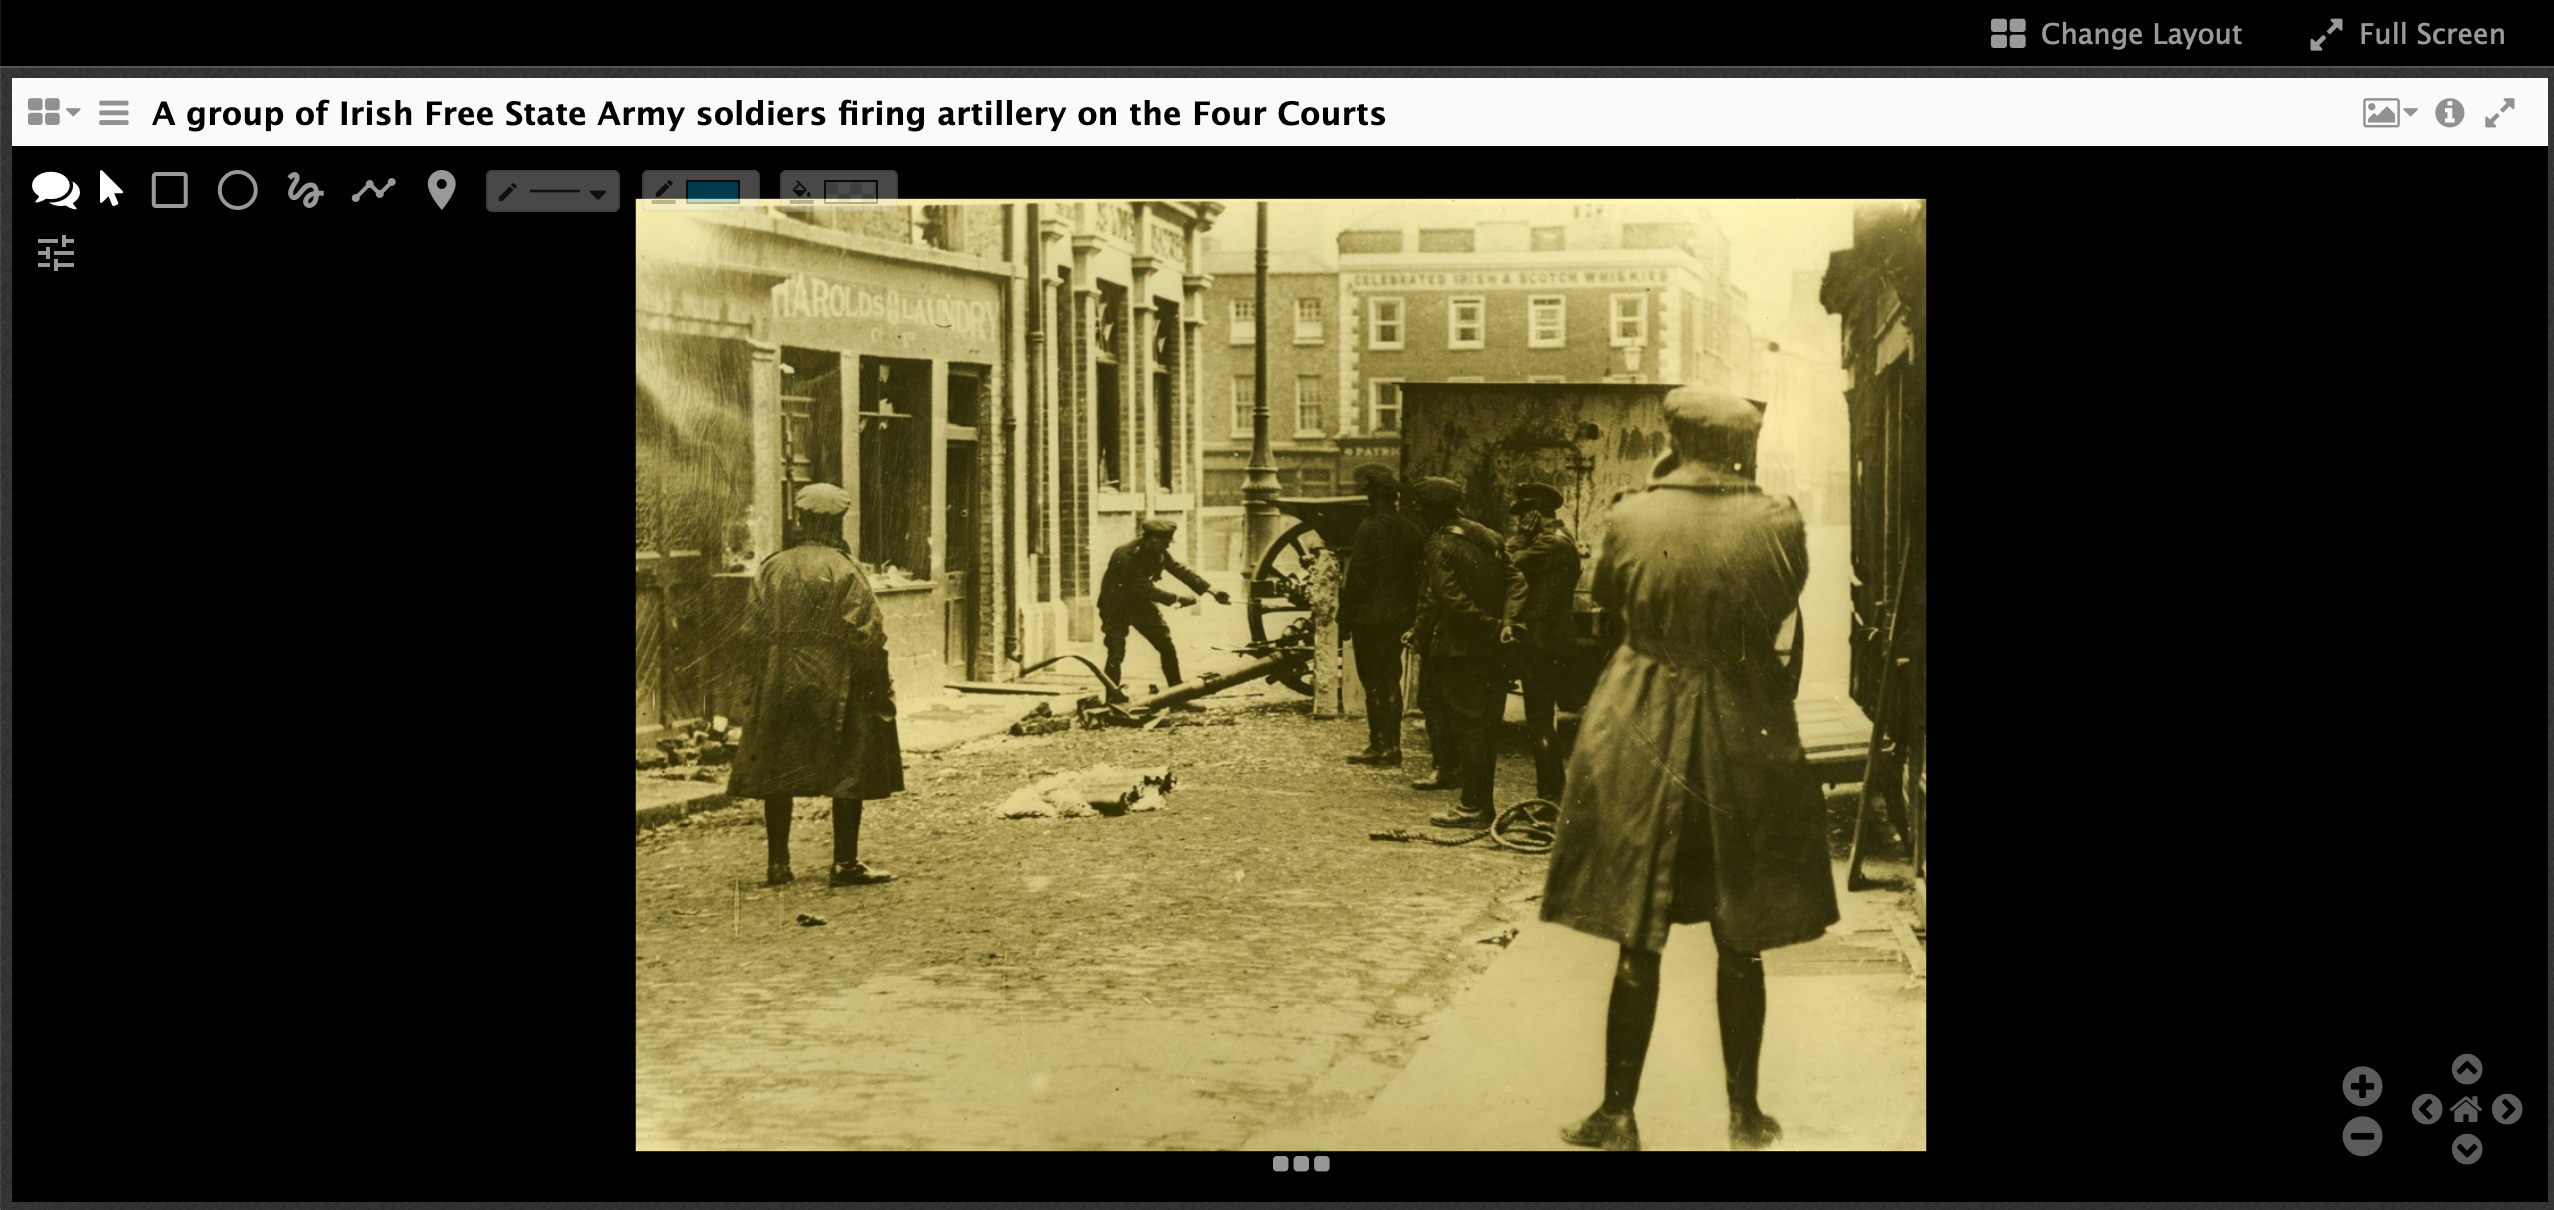 Change Layout
Full Screen
A group of Irish Free State Army soldiers firing artillery on the Four Courts
HAROLDS LAUNDRY
CELEBRATED IRISH & SCOTCH WHISKIES